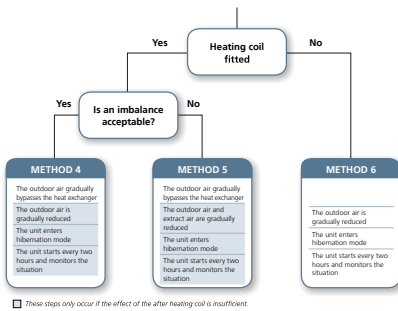 Yes
Heating coil
fitted
No
Yes
Is an imbalance
acceptable?
No
METHOD 4
The outdoor air gradually
bypasses the heat exchanger
The outdoor air is
gradually reduced
The unit enters
hibernation mode
The unit starts every two
hours and monitors the
situation
METHOD 5
The outdoor air gradually
bypasses the heat exchanger
The outdoor air and
extract air are gradually
reduced
The unit enters
hibernation mode
The unit starts every two
hours and monitors the
situation
METHOD 6
The outdoor air is
gradually reduced
The unit enters
hibernation mode
The unit starts every two
hours and monitors the
situation
These steps only occur if the effect of the after heating coil is insufficient.